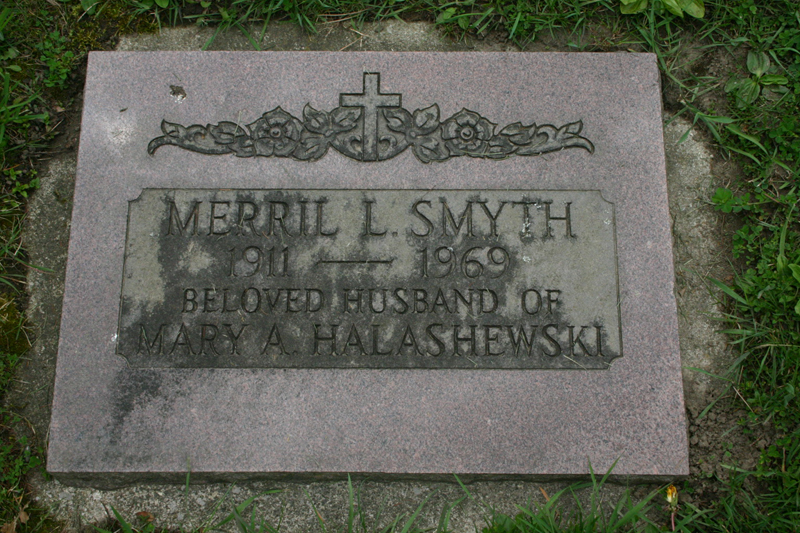 MERRIL L. SMYTH
1911 — 1969
BELOVED HUSBAND OF
MARY A. HALASHEWSKI